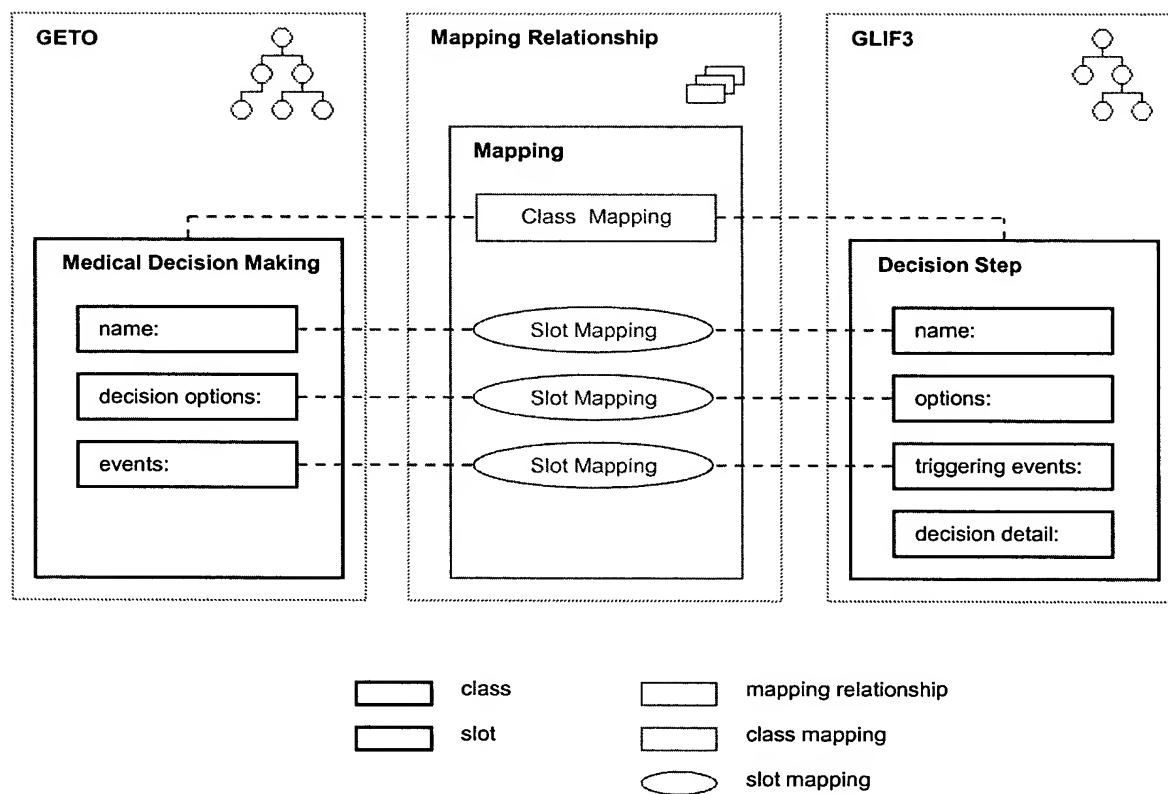 GETO
Mapping Relationship
GLIF3
Mapping
Class Mapping
Medical Decision Making
Decision Step
name:
Slot Mapping
name:
decision options:
Slot Mapping
options:
events:
Slot Mapping
triggering events:
decision detail:
class
mapping relationship
slot
class mapping
slot mapping